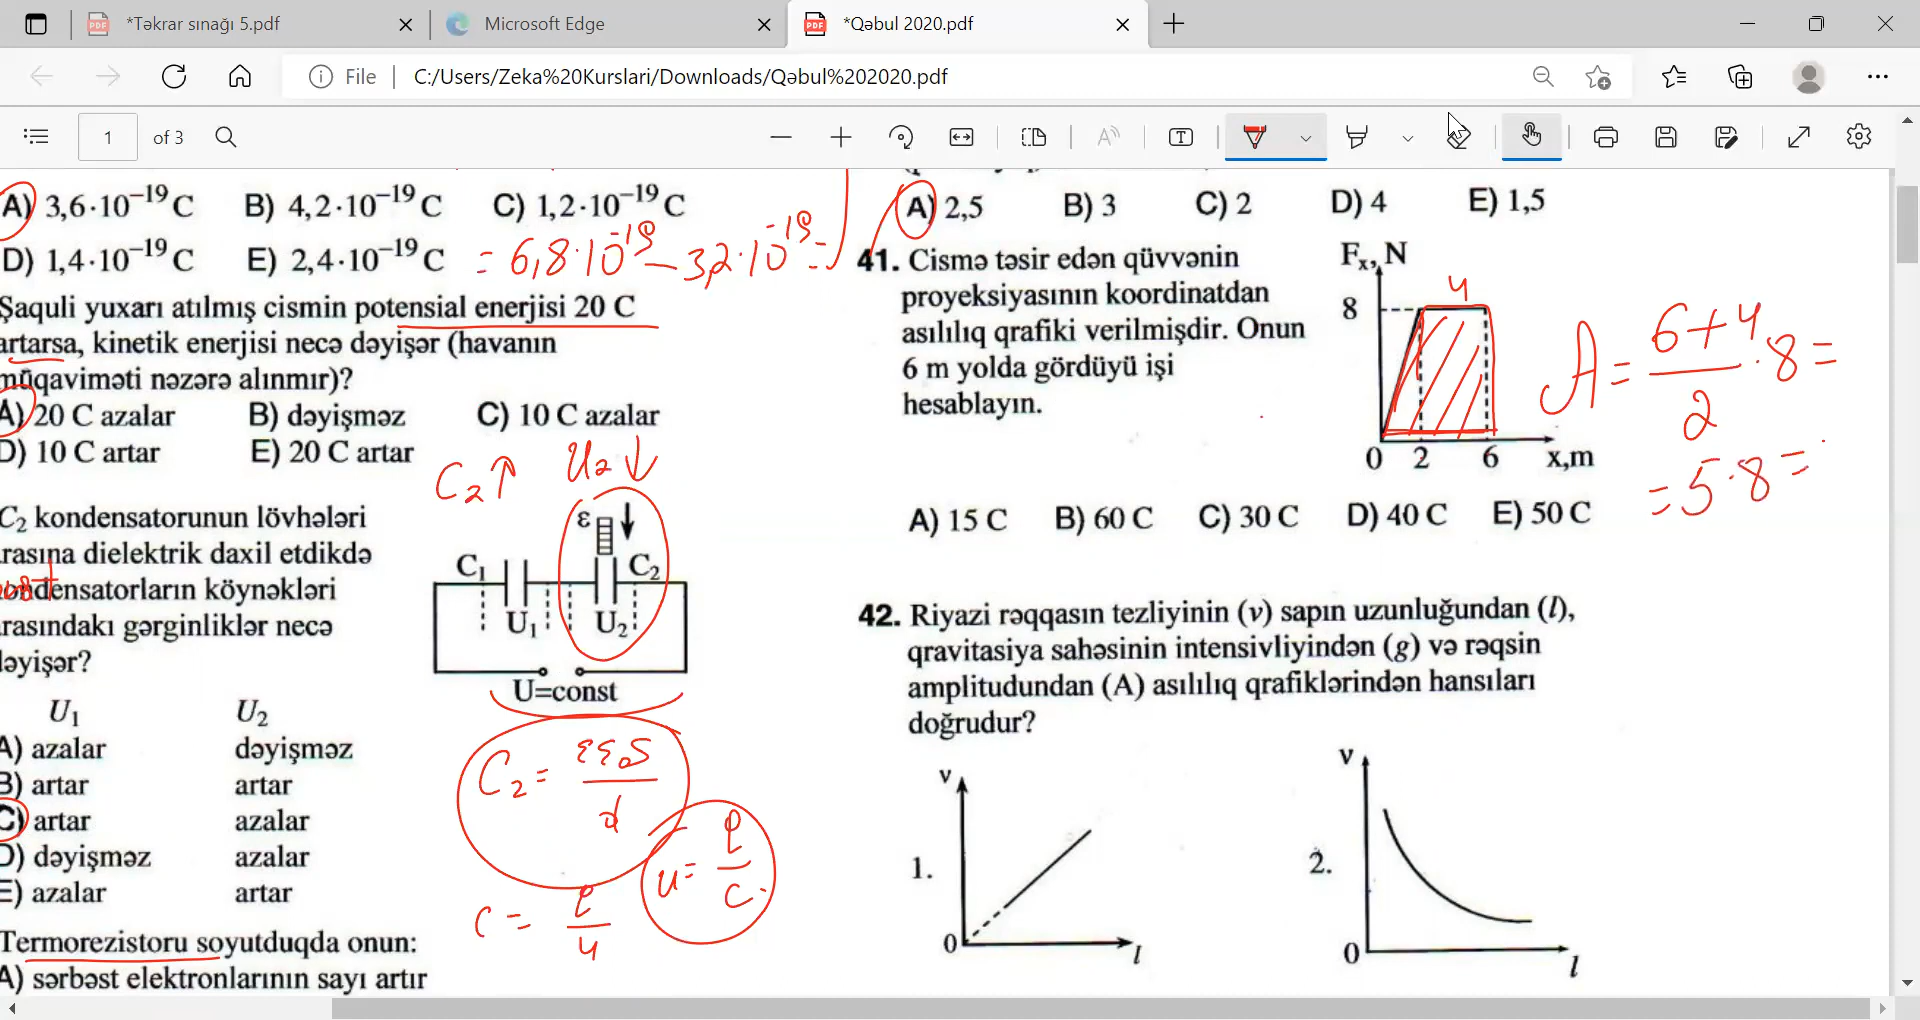 *Təkrar sınağı 5.pdf
Microsoft Edge
*Qəbul 2020.pdf
File
C:/Users/Zeka%20Kurslari/Downloads/Qəbul%202020.pdf
1 of 3
A) 3,6·10⁻¹⁹ C B) 4,2·10⁻¹⁹ C C) 1,2·10⁻¹⁹ C
D) 1,4·10⁻¹⁹ C E) 2,4·10⁻¹⁹ C = 6,8·10⁻¹⁹ − 3,2·10⁻¹⁹ =
Şaquli yuxarı atılmış cismin potensial enerjisi 20 C
artarsa, kinetik enerjisi necə dəyişər (havanın
müqaviməti nəzərə alınmır)?
A) 20 C azalar B) dəyişməz C) 10 C azalar
D) 10 C artar E) 20 C artar
C₂↑ U₂↓
C₂ kondensatorunun lövhələri
rasına dielektrik daxil etdikdə
ondensatorların köynəkləri
rasındakı gərginliklər necə
ləyişər?
ε
C₁ C₂
U₁ U₂
U=const
U₁ U₂
A) azalar dəyişməz
B) artar artar
C) artar azalar
D) dəyişməz azalar
E) azalar artar
C₂ = εε₀S/d
C = q/u
u = q/C
Termorezistoru soyutduqda onun:
A) sərbəst elektronlarının sayı artır
A) 2,5 B) 3 C) 2 D) 4 E) 1,5
41. Cismə təsir edən qüvvənin
proyeksiyasının koordinatdan
asılılıq qrafiki verilmişdir. Onun
6 m yolda gördüyü işi
hesablayın.
Fₓ, N
4
8
0 2 6 x,m
A = (6+4)/2 · 8 =
= 5·8 =
A) 15 C B) 60 C C) 30 C D) 40 C E) 50 C
42. Riyazi rəqqasın tezliyinin (ν) sapın uzunluğundan (l),
qravitasiya sahəsinin intensivliyindən (g) və rəqsin
amplitudundan (A) asılılıq qrafiklərindən hansıları
doğrudur?
ν
1.
0 l
ν
2.
0 l